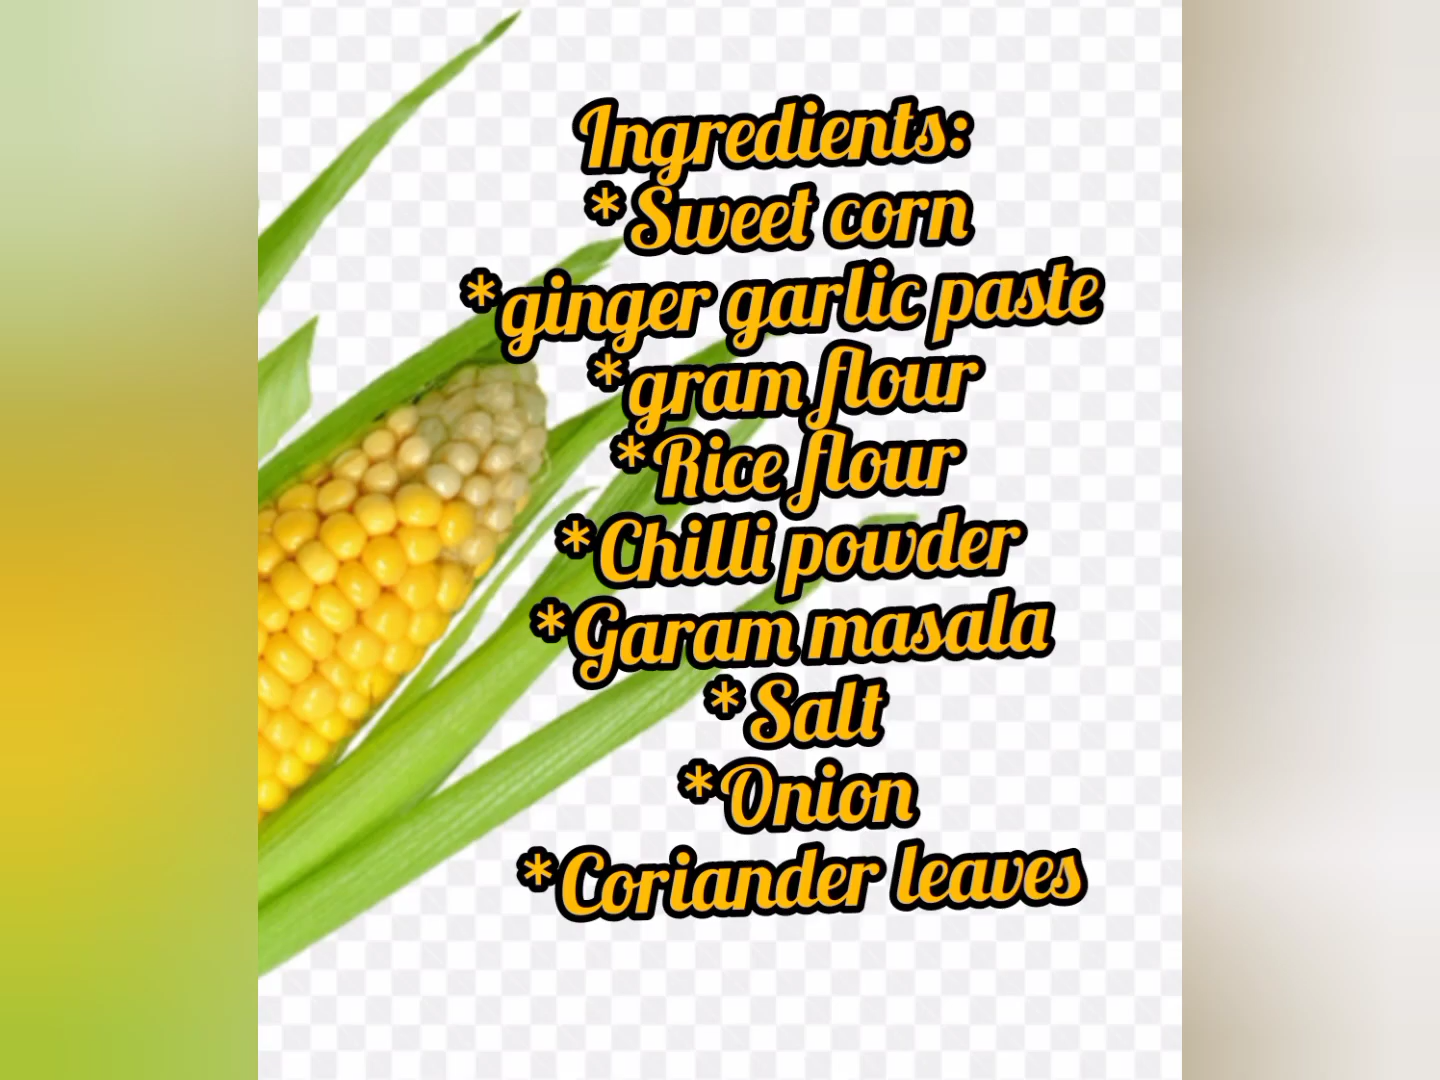 Ingredients:
*Sweet corn
*ginger garlic paste
*gram flour
*Rice flour
*Chilli powder
*Garam masala
*Salt
*Onion
*Coriander leaves